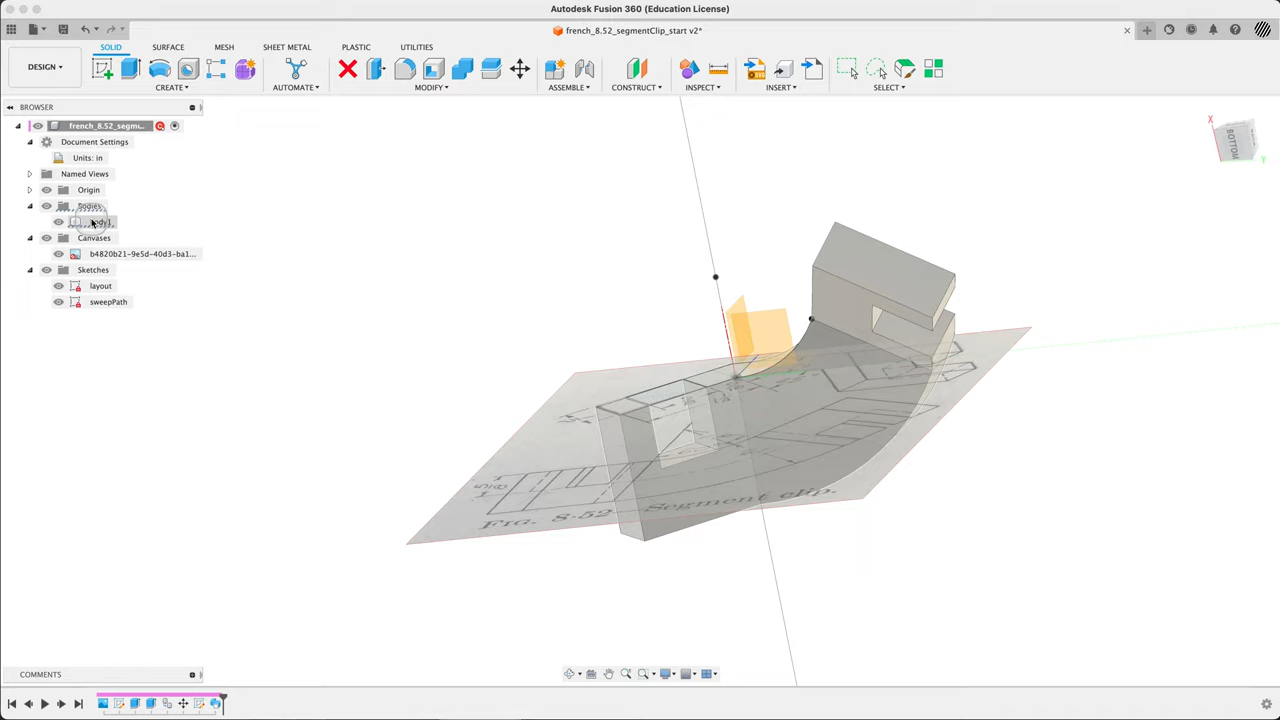 Autodesk Fusion 360 (Education License)
french_8.52_segmentClip_start v2*
DESIGN
SOLID SURFACE MESH SHEET METAL PLASTIC UTILITIES
CREATE AUTOMATE MODIFY ASSEMBLE CONSTRUCT INSPECT INSERT SELECT
BROWSER
french_8.52_segm...
Document Settings
Units: in
Named Views
Origin
Bodies
Canvases
b4820b21-9e5d-40d3-ba1...
Sketches
layout
sweepPath
X
BOTTOM
Y
FIG. 8·52. Segment clip.
COMMENTS